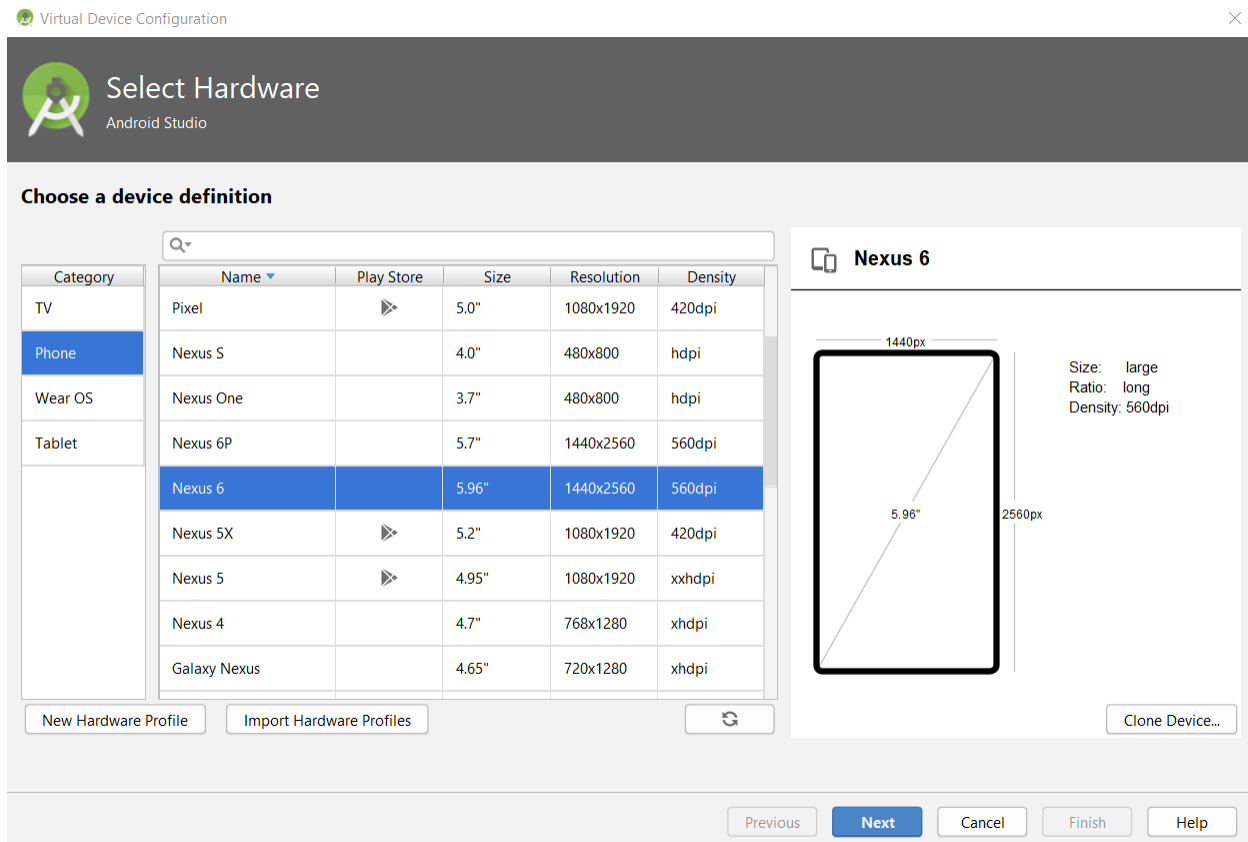 Virtual Device Configuration
Select Hardware
Android Studio
Choose a device definition
Category
TV
Phone
Wear OS
Tablet
Name Play Store Size Resolution Density
Pixel 5.0" 1080x1920 420dpi
Nexus S 4.0" 480x800 hdpi
Nexus One 3.7" 480x800 hdpi
Nexus 6P 5.7" 1440x2560 560dpi
Nexus 6 5.96" 1440x2560 560dpi
Nexus 5X 5.2" 1080x1920 420dpi
Nexus 5 4.95" 1080x1920 xxhdpi
Nexus 4 4.7" 768x1280 xhdpi
Galaxy Nexus 4.65" 720x1280 xhdpi
New Hardware Profile Import Hardware Profiles
Nexus 6
1440px
5.96"
2560px
Size: large
Ratio: long
Density: 560dpi
Clone Device...
Previous Next Cancel Finish Help